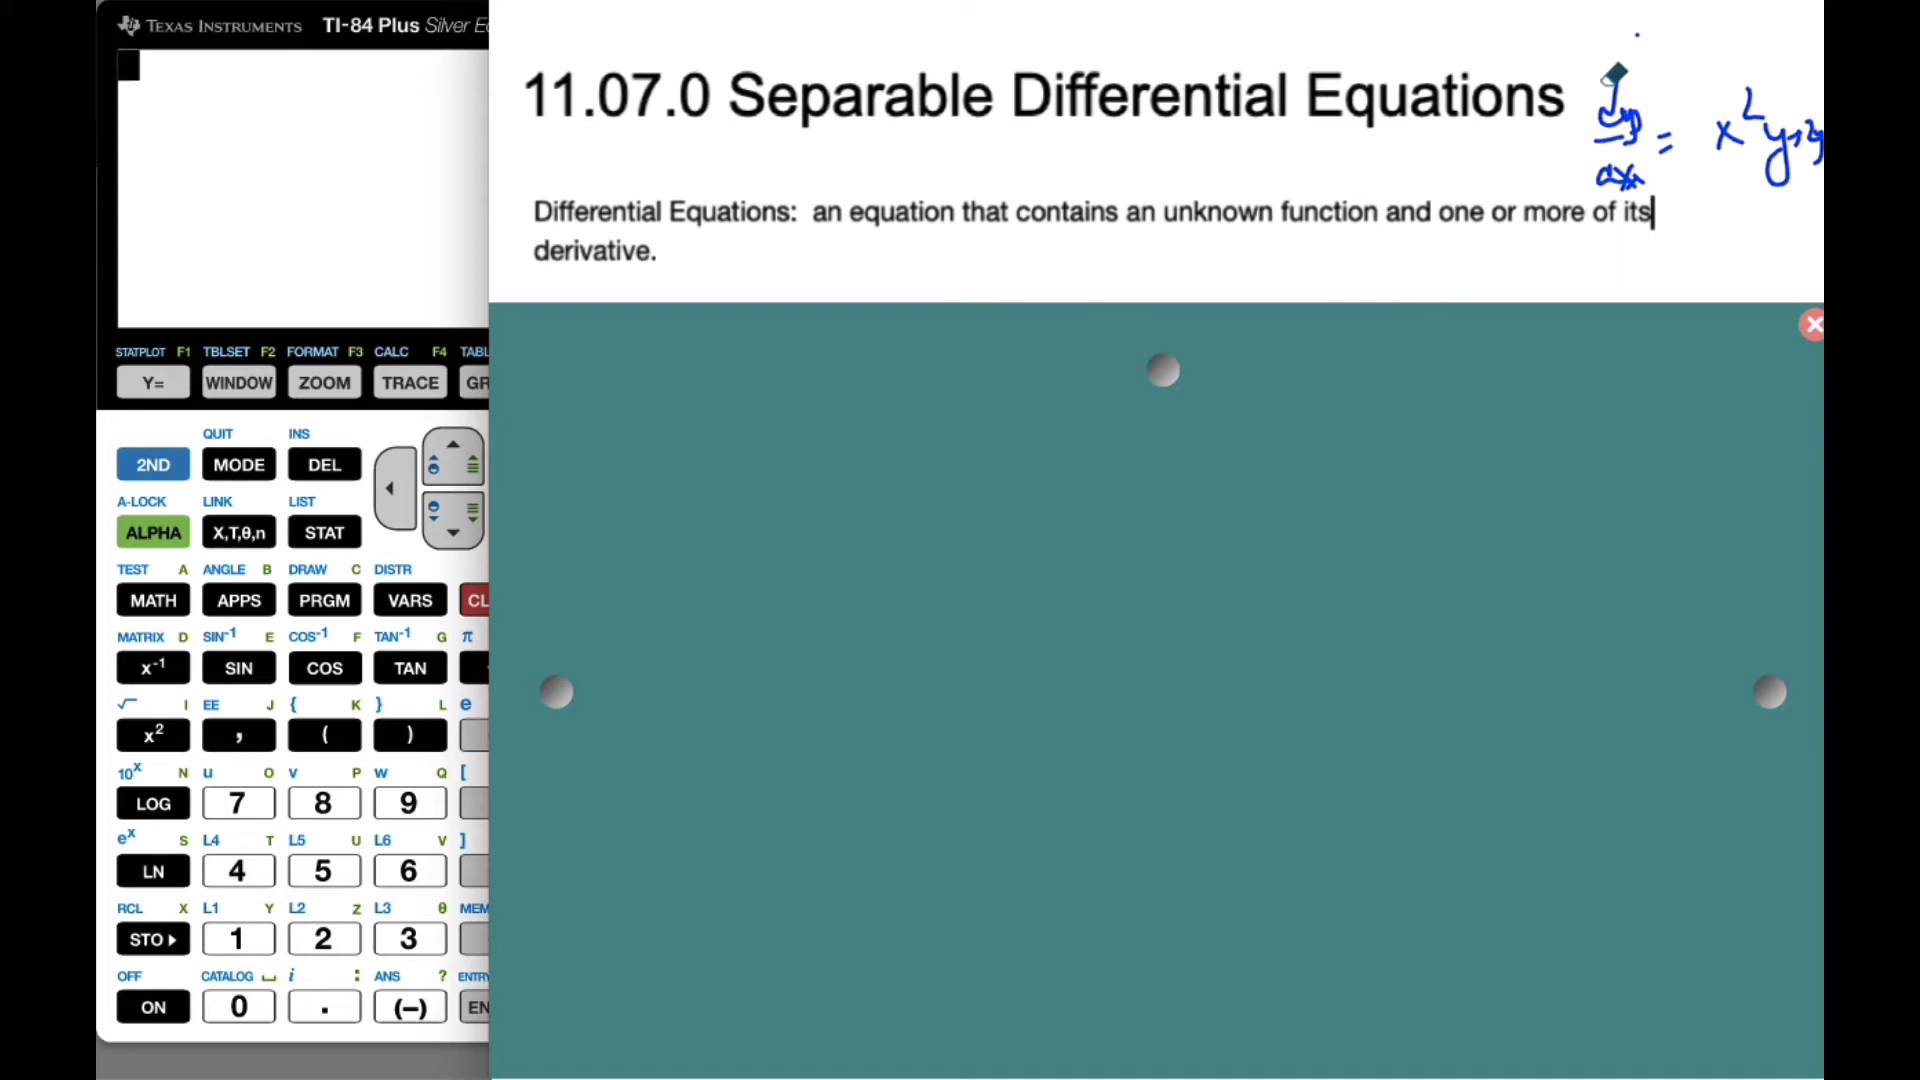 TEXAS INSTRUMENTS TI-84 Plus Silver
11.07.0 Separable Differential Equations
dy/dx = x²y+
Differential Equations: an equation that contains an unknown function and one or more of its
derivative.
STATPLOT F1 TBLSET F2 FORMAT F3 CALC F4 TABL
Y= WINDOW ZOOM TRACE GR
QUIT INS
2ND MODE DEL
A-LOCK LINK LIST
ALPHA X,T,θ,n STAT
TEST A ANGLE B DRAW C DISTR
MATH APPS PRGM VARS CL
MATRIX D SIN⁻¹ E COS⁻¹ F TAN⁻¹ G π
x⁻¹ SIN COS TAN
√ I EE J { K } L e
x² , ( )
10ˣ N u O v P w Q [
LOG 7 8 9
eˣ S L4 T L5 U L6 V ]
LN 4 5 6
RCL X L1 Y L2 Z L3 θ MEM
STO▶ 1 2 3
OFF CATALOG ⎵ i : ANS ? ENTRY
ON 0 . (−) EN